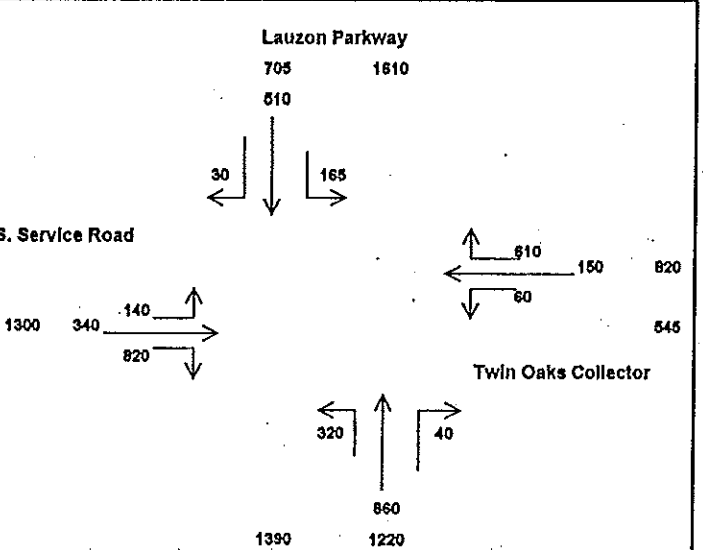 Lauzon Parkway
705 1610
510
30 165
S. Service Road
610
150 820
60
140
1300 340 545
820
Twin Oaks Collector
320 40
860
1390 1220